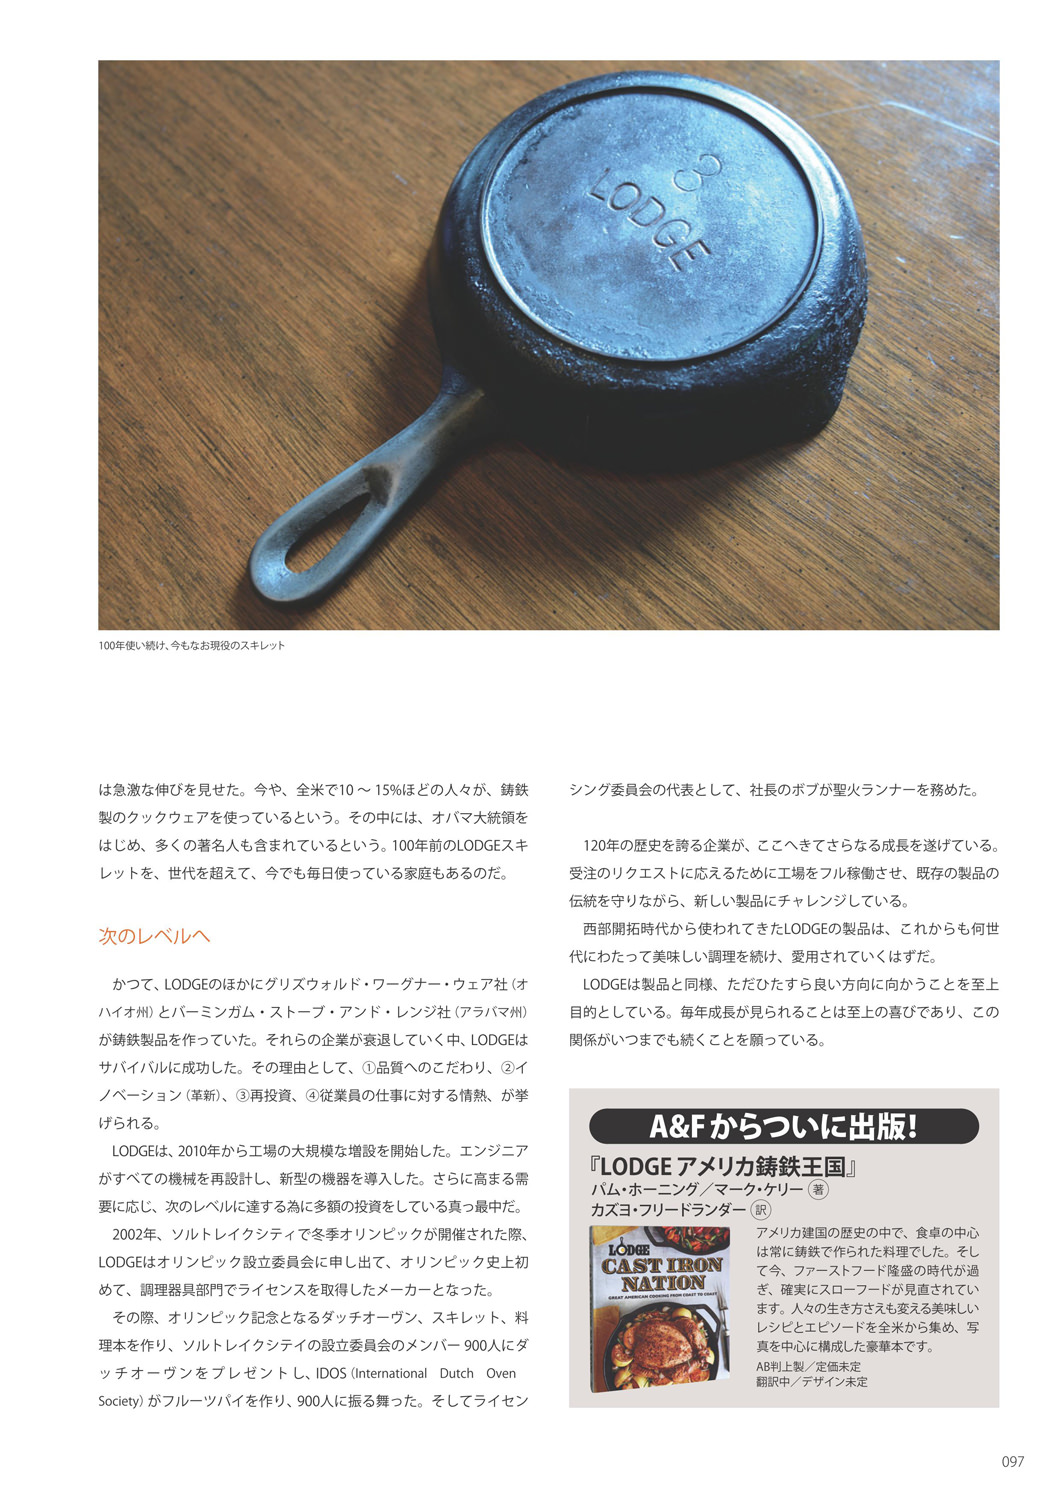 3
LODGE
100年使い続け、今もなお現役のスキレット
は急激な伸びを見せた。今や、全米で10 〜 15%ほどの人々が、鋳鉄
製のクックウェアを使っているという。その中には、オバマ大統領を
はじめ、多くの著名人も含まれているという。100年前のLODGEスキ
レットを、世代を超えて、今でも毎日使っている家庭もあるのだ。
次のレベルへ
かつて、LODGEのほかにグリズウォルド・ワーグナー・ウェア社（オ
ハイオ州）とバーミンガム・ストーブ・アンド・レンジ社（アラバマ州）
が鋳鉄製品を作っていた。それらの企業が衰退していく中、LODGEは
サバイバルに成功した。その理由として、①品質へのこだわり、②イ
ノベーション（革新）、③再投資、④従業員の仕事に対する情熱、が挙
げられる。
LODGEは、2010年から工場の大規模な増設を開始した。エンジニア
がすべての機械を再設計し、新型の機器を導入した。さらに高まる需
要に応じ、次のレベルに達する為に多額の投資をしている真っ最中だ。
2002年、ソルトレイクシティで冬季オリンピックが開催された際、
LODGEはオリンピック設立委員会に申し出て、オリンピック史上初
めて、調理器具部門でライセンスを取得したメーカーとなった。
その際、オリンピック記念となるダッチオーヴン、スキレット、料
理本を作り、ソルトレイクシテイの設立委員会のメンバー 900人にダ
ッチオーヴンをプレゼントし、IDOS（International Dutch Oven
Society）がフルーツパイを作り、900人に振る舞った。そしてライセン
シング委員会の代表として、社長のボブが聖火ランナーを務めた。
120年の歴史を誇る企業が、ここへきてさらなる成長を遂げている。
受注のリクエストに応えるために工場をフル稼働させ、既存の製品の
伝統を守りながら、新しい製品にチャレンジしている。
西部開拓時代から使われてきたLODGEの製品は、これからも何世
代にわたって美味しい調理を続け、愛用されていくはずだ。
LODGEは製品と同様、ただひたすら良い方向に向かうことを至上
目的としている。毎年成長が見られることは至上の喜びであり、この
関係がいつまでも続くことを願っている。
A&Fからついに出版!
『LODGE アメリカ鋳鉄王国』
パム・ホーニング／マーク・ケリー 著
カズヨ・フリードランダー 訳
LODGE
CAST IRON
NATION
GREAT AMERICAN COOKING FROM COAST TO COAST
アメリカ建国の歴史の中で、食卓の中心
は常に鋳鉄で作られた料理でした。そし
て今、ファーストフード隆盛の時代が過
ぎ、確実にスローフードが見直されてい
ます。人々の生き方さえも変える美味しい
レシピとエピソードを全米から集め、写
真を中心に構成した豪華本です。
AB判上製／定価未定
翻訳中／デザイン未定
097